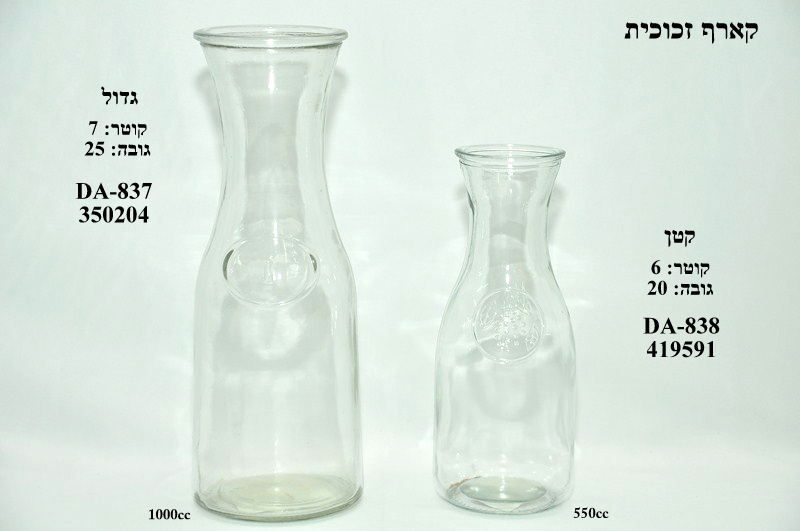 קארף זכוכית
גדול
קוטר: 7
גובה: 25
DA-837
350204
קטן
קוטר: 6
גובה: 20
DA-838
419591
1000cc
550cc